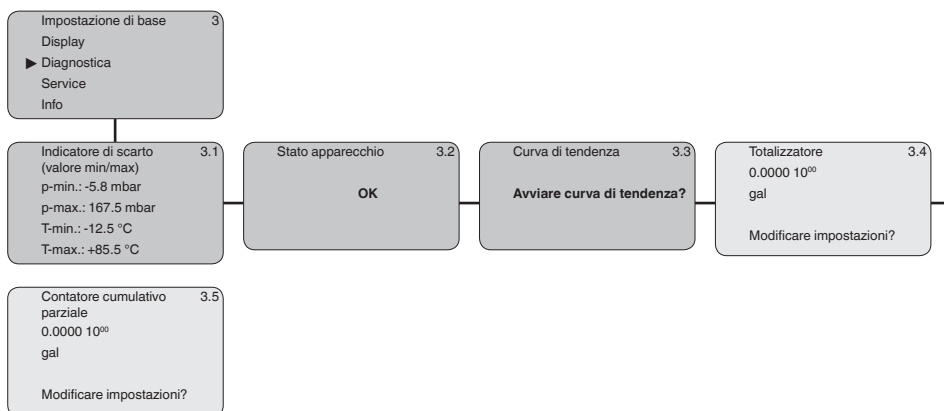 Impostazione di base 3
Display
▶ Diagnostica
Service
Info
Indicatore di scarto 3.1
(valore min/max)
p-min.: -5.8 mbar
p-max.: 167.5 mbar
T-min.: -12.5 °C
T-max.: +85.5 °C
Stato apparecchio 3.2
OK
Curva di tendenza 3.3
Avviare curva di tendenza?
Totalizzatore 3.4
0.0000 10⁰⁰
gal
Modificare impostazioni?
Contatore cumulativo 3.5
parziale
0.0000 10⁰⁰
gal
Modificare impostazioni?